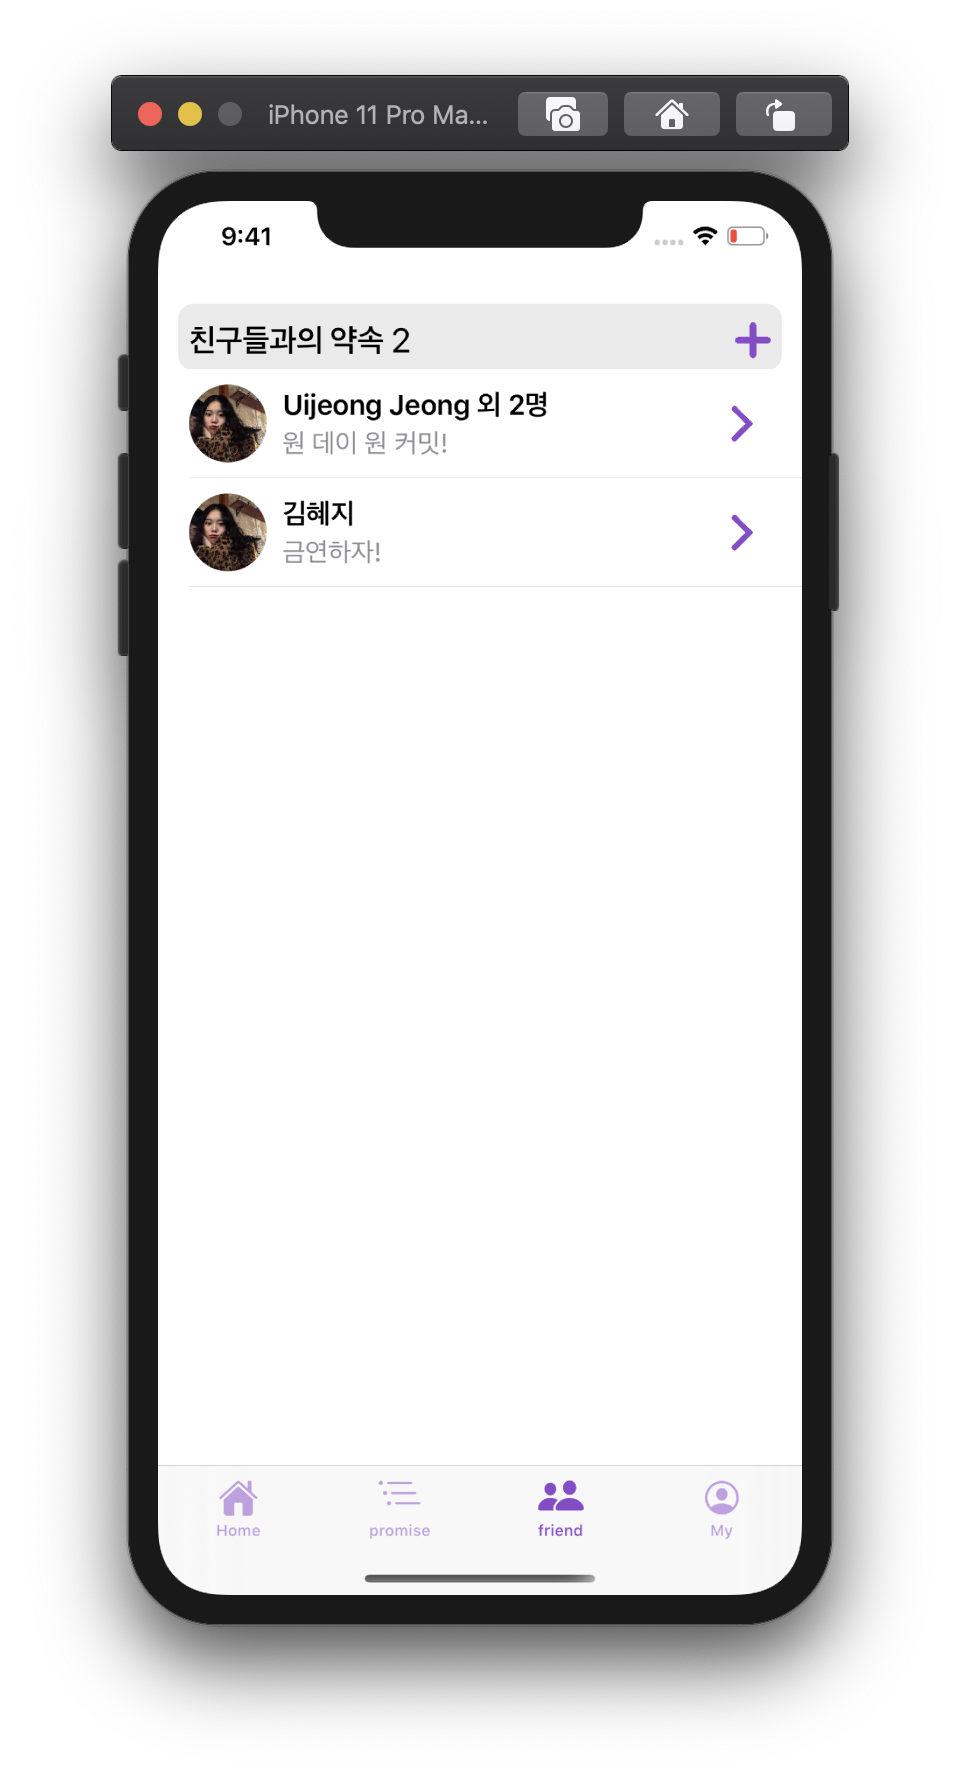 iPhone 11 Pro Ma...
9:41
친구들과의 약속 2
Uijeong Jeong 외 2명
원 데이 원 커밋!
김혜지
금연하자!
Home
promise
friend
My